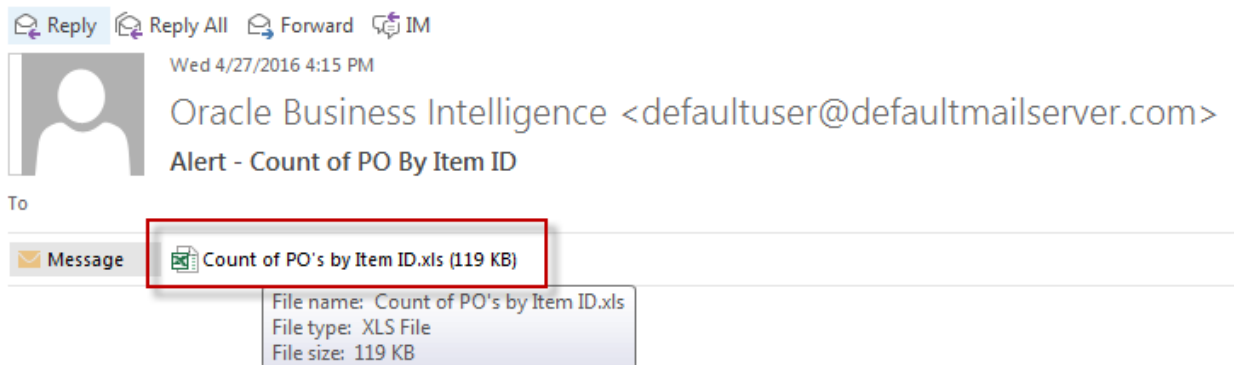 Reply Reply All Forward IM
Wed 4/27/2016 4:15 PM
Oracle Business Intelligence <defaultuser@defaultmailserver.com>
Alert - Count of PO By Item ID
To
Message Count of PO's by Item ID.xls (119 KB)
File name: Count of PO's by Item ID.xls
File type: XLS File
File size: 119 KB